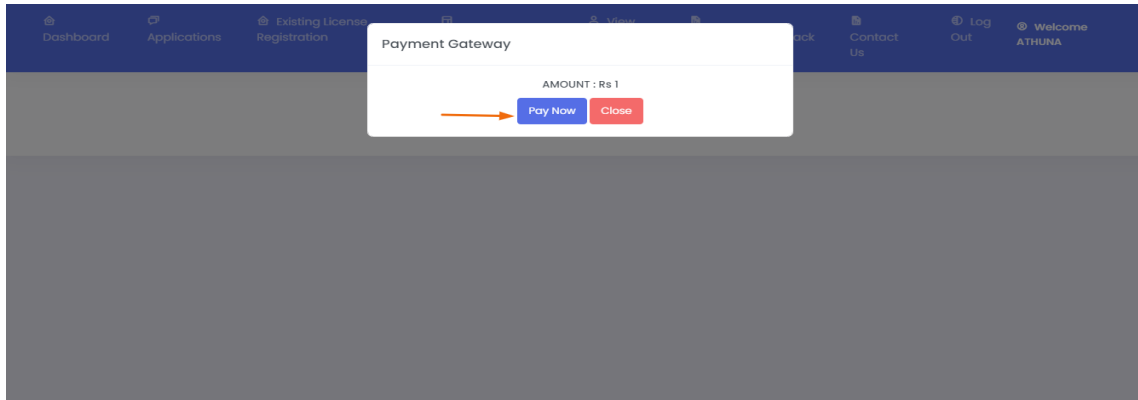 Dashboard
Applications
Existing License
Registration
View
ack
Contact
Us
Log
Out
Welcome
ATHUNA
Payment Gateway
AMOUNT : Rs 1
Pay Now
Close